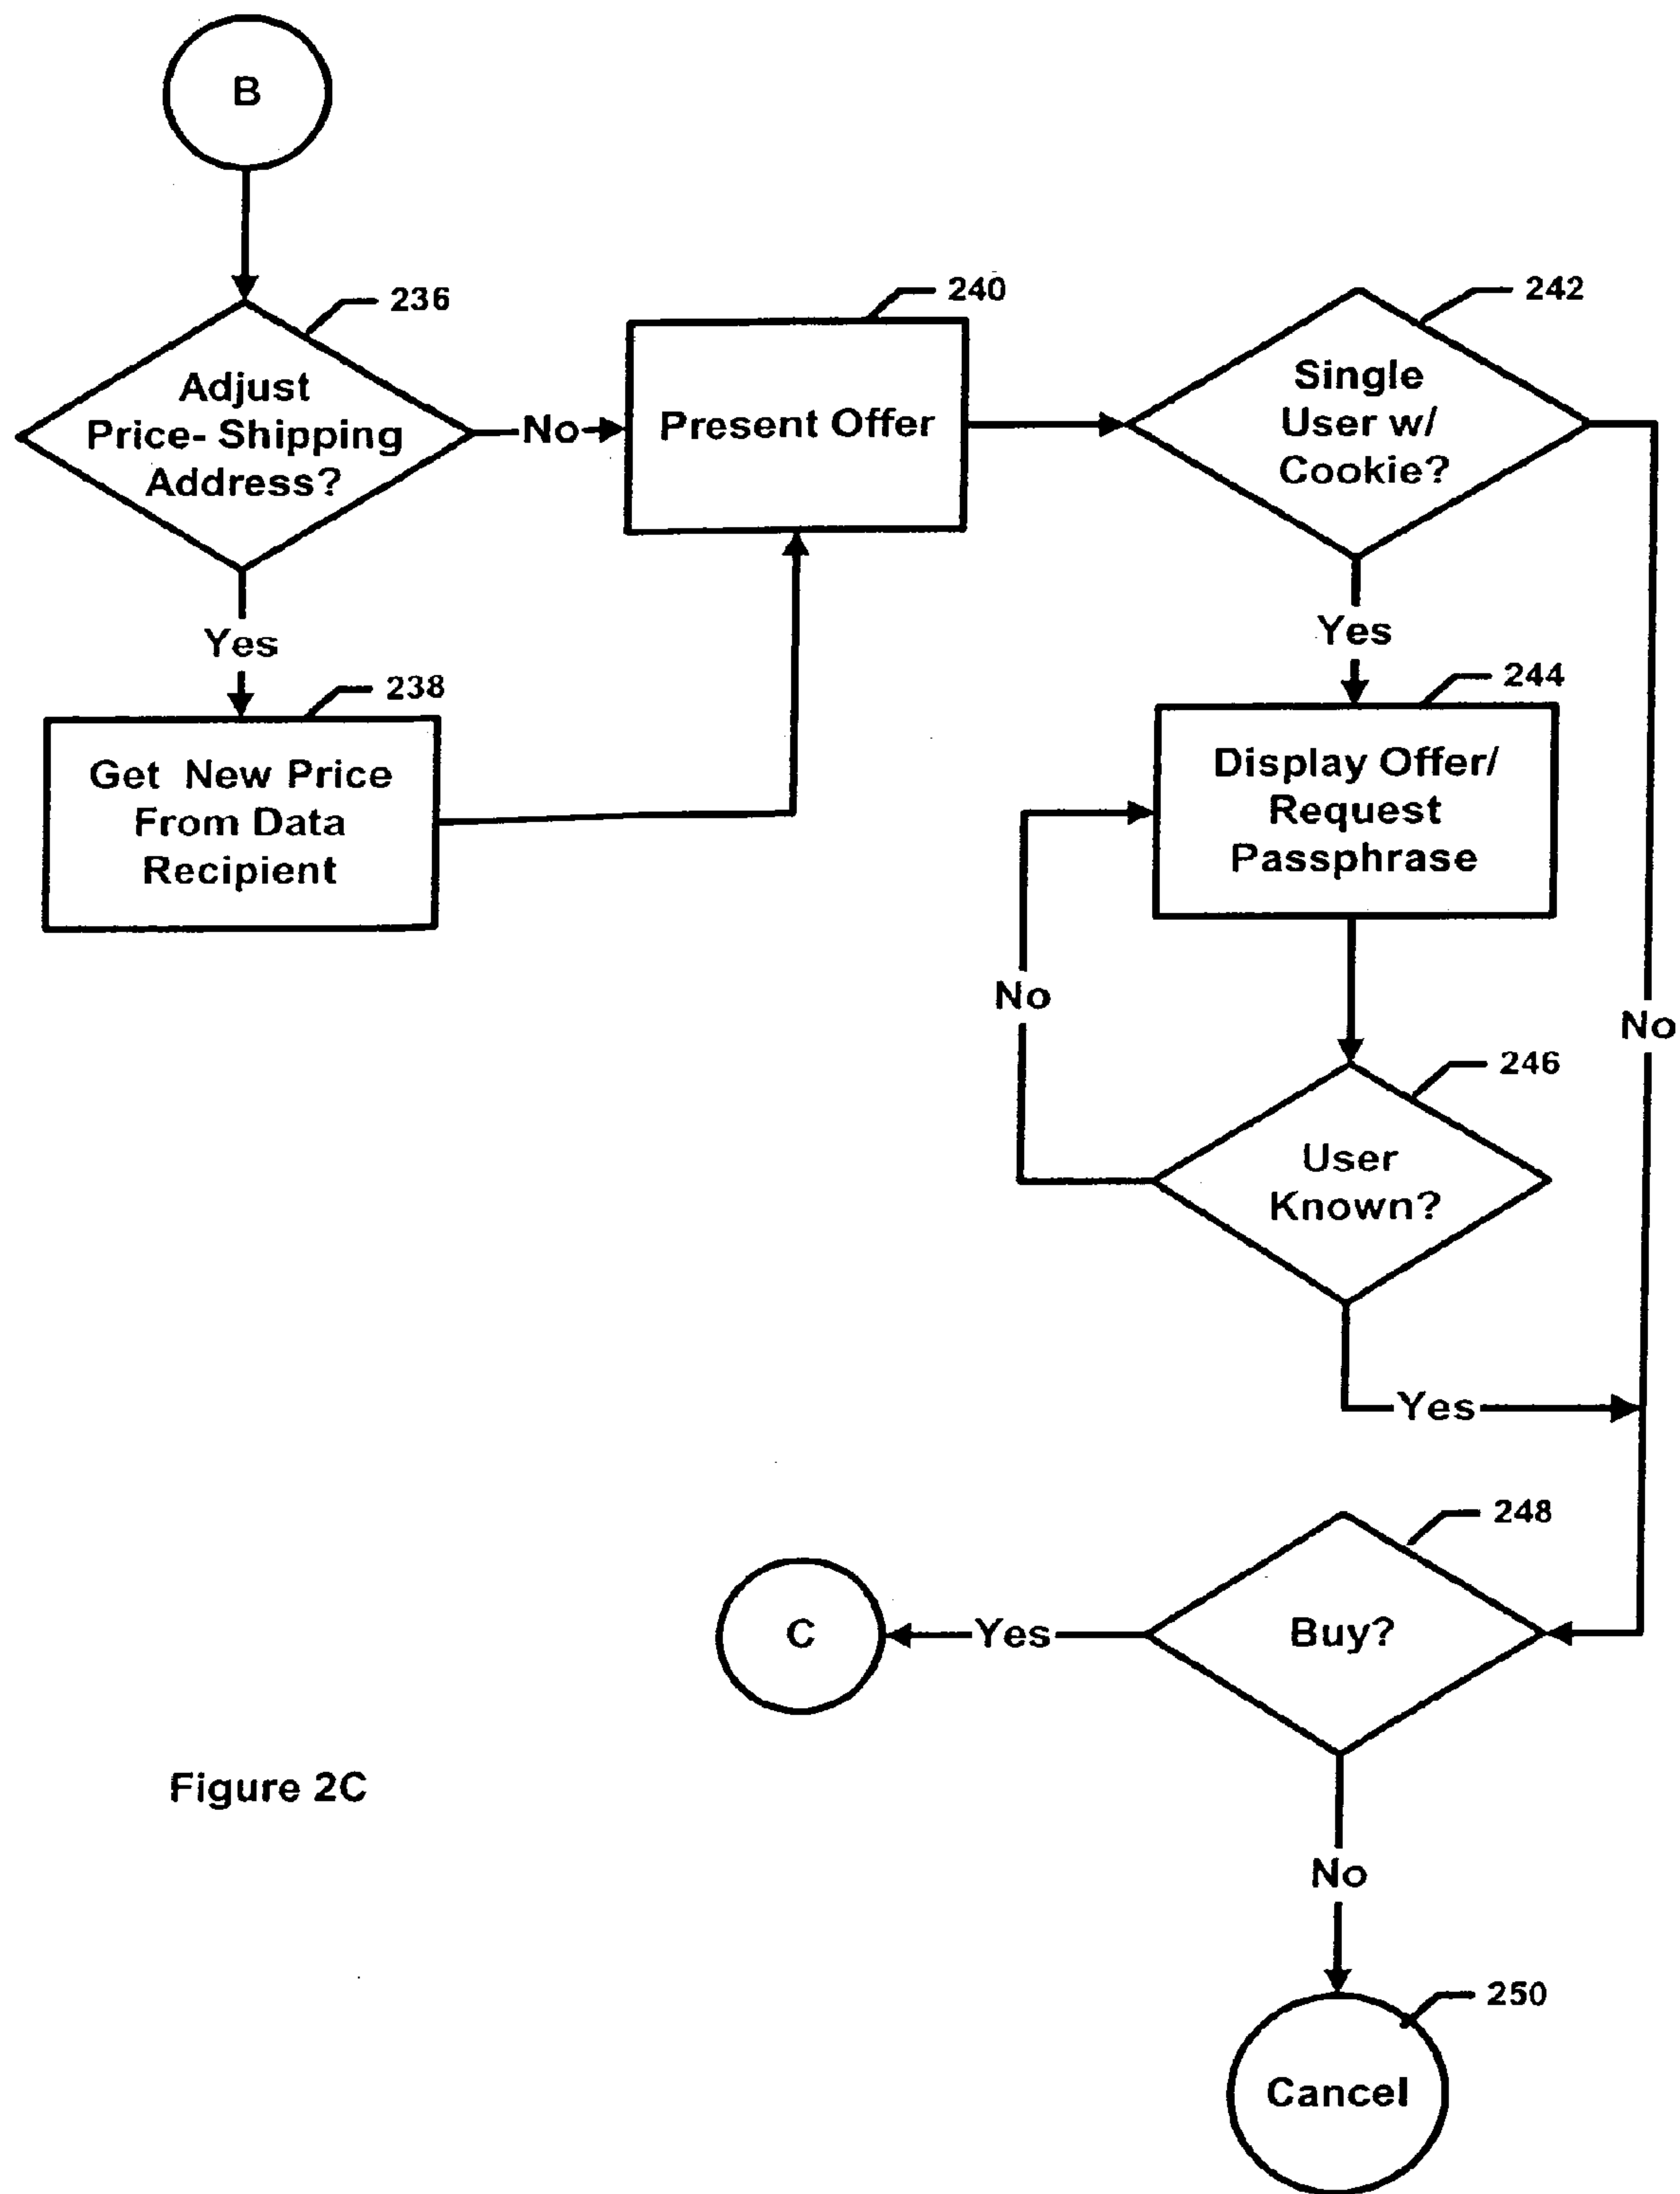 B
236
Adjust
Price- Shipping
Address?
No
240
Present Offer
242
Single
User w/
Cookie?
Yes
238
Get New Price
From Data
Recipient
Yes
244
Display Offer/
Request
Passphrase
No
No
246
User
Known?
Yes
248
Buy?
Yes
C
Figure 2C
No
250
Cancel